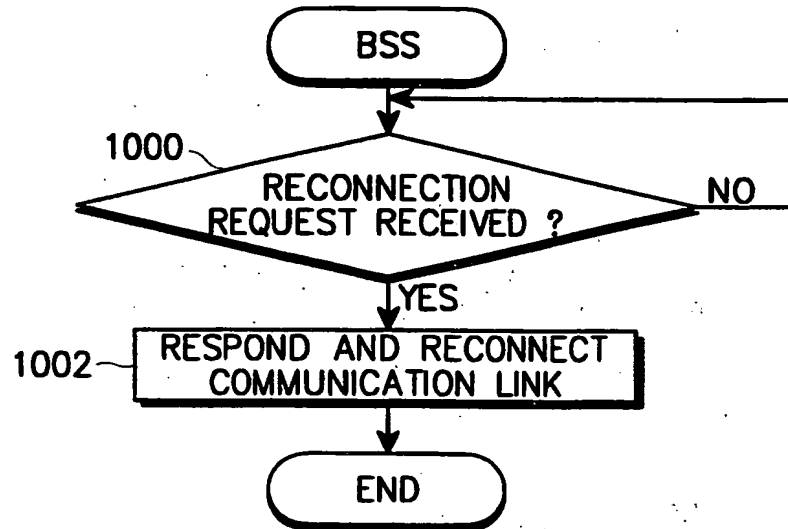 BSS
1000
RECONNECTION
REQUEST RECEIVED ?
NO
YES
1002
RESPOND AND RECONNECT
COMMUNICATION LINK
END